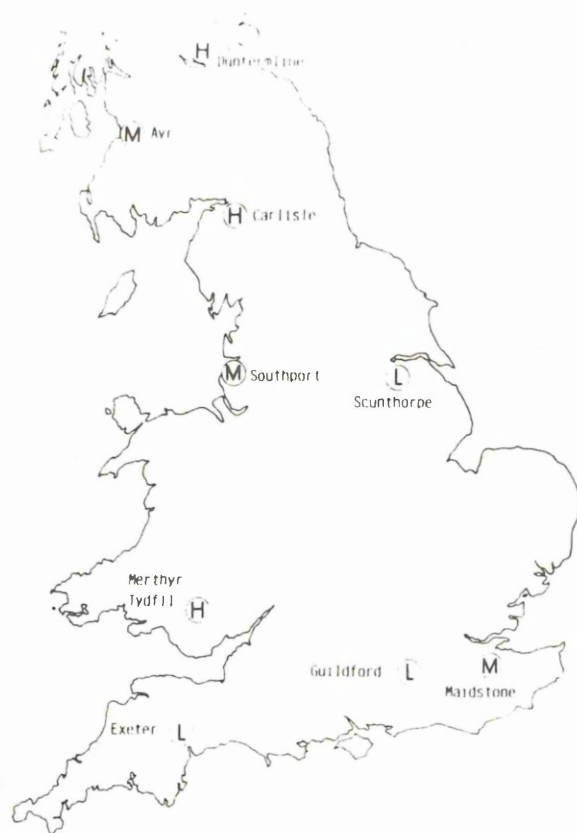 H
Dunfermline
M Ayr
H Carlisle
M Southport
L
Scunthorpe
Merthyr
Tydfil
H
Guildford L
M
Maidstone
Exeter L